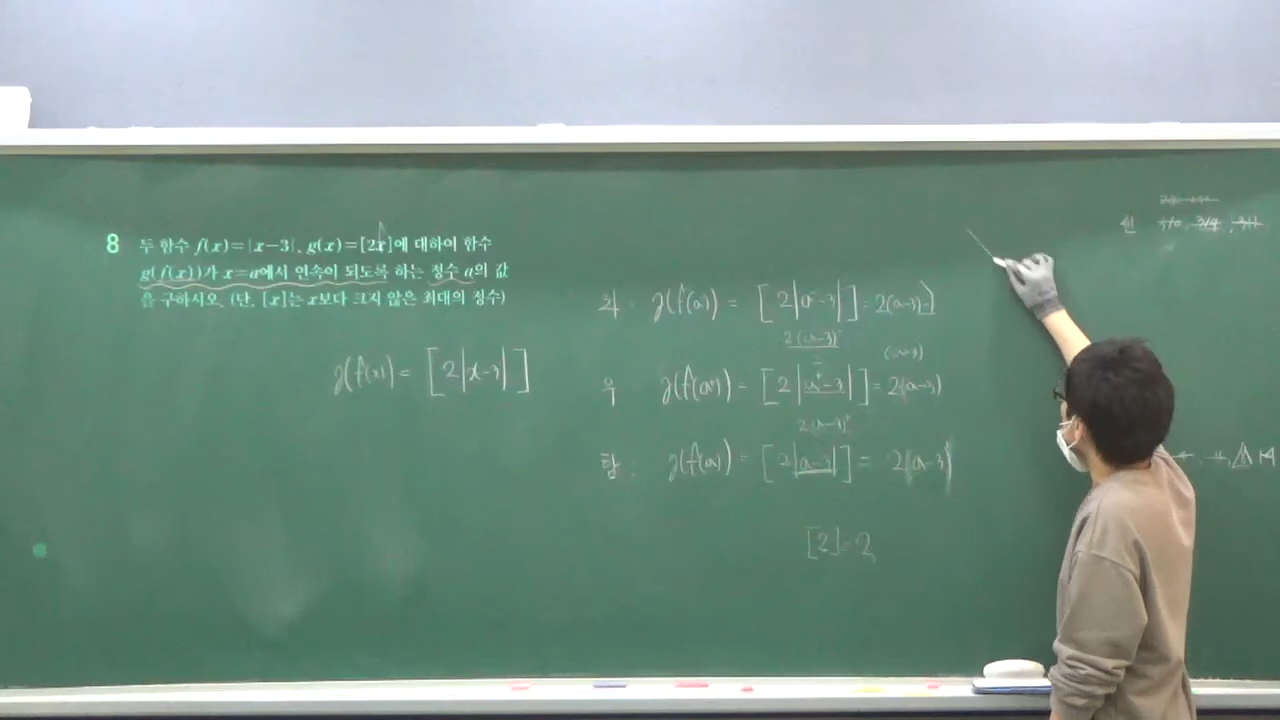 8 두 함수 f(x)=|x-3|, g(x)=[2x]에 대하여 함수
g(f(x))가 x=a에서 연속이 되도록 하는 정수 a의 값
을 구하시오. (단, [x]는 x보다 크지 않은 최대의 정수)
g(f(x)) = [2|x-3|]
좌: g(f(a⁻)) = [2|a⁻-3|] = 2(a-3)-1
2(a-3)⁻
우 g(f(a⁺)) = [2|a⁺-3|] = 2(a-3)
(a>3)
2(a-3)⁺
함: g(f(a)) = [2|a-3|] = 2|a-3|
[2]=2